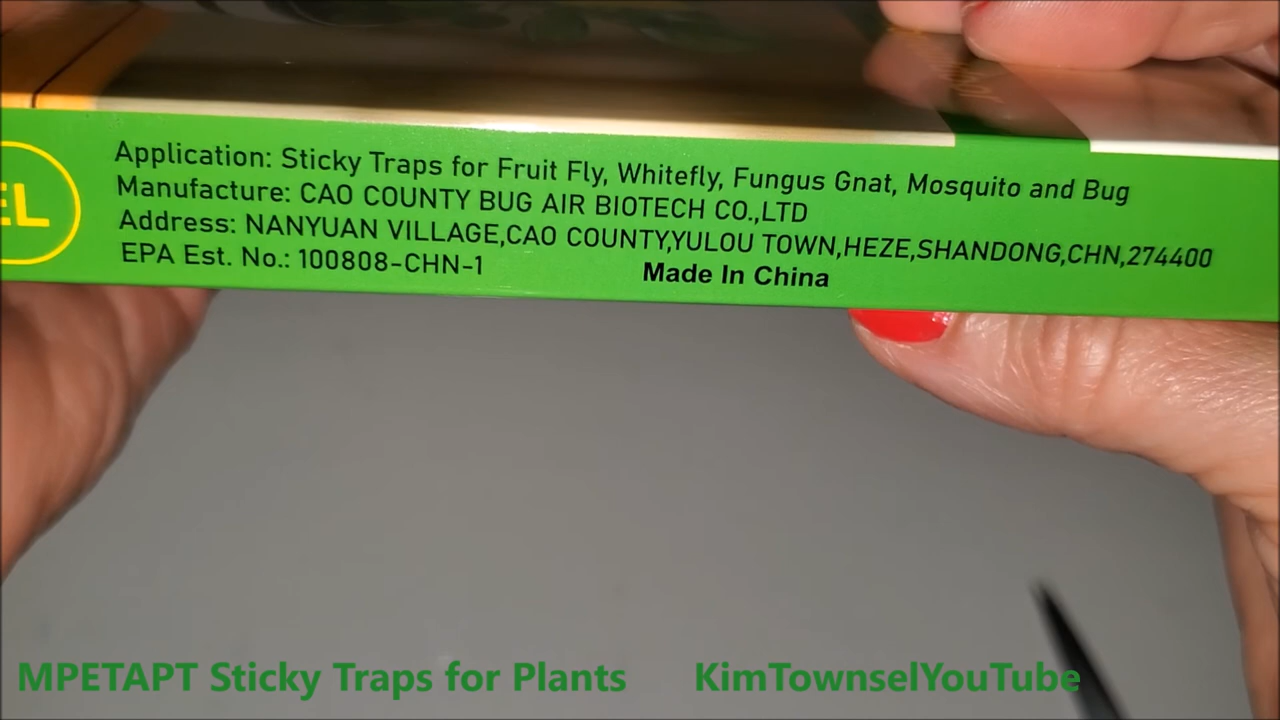 EL
Application: Sticky Traps for Fruit Fly, Whitefly, Fungus Gnat, Mosquito and Bug
Manufacture: CAO COUNTY BUG AIR BIOTECH CO.,LTD
Address: NANYUAN VILLAGE,CAO COUNTY,YULOU TOWN,HEZE,SHANDONG,CHN,274400
EPA Est. No.: 100808-CHN-1 Made In China
MPETAPT Sticky Traps for Plants KimTownselYouTube